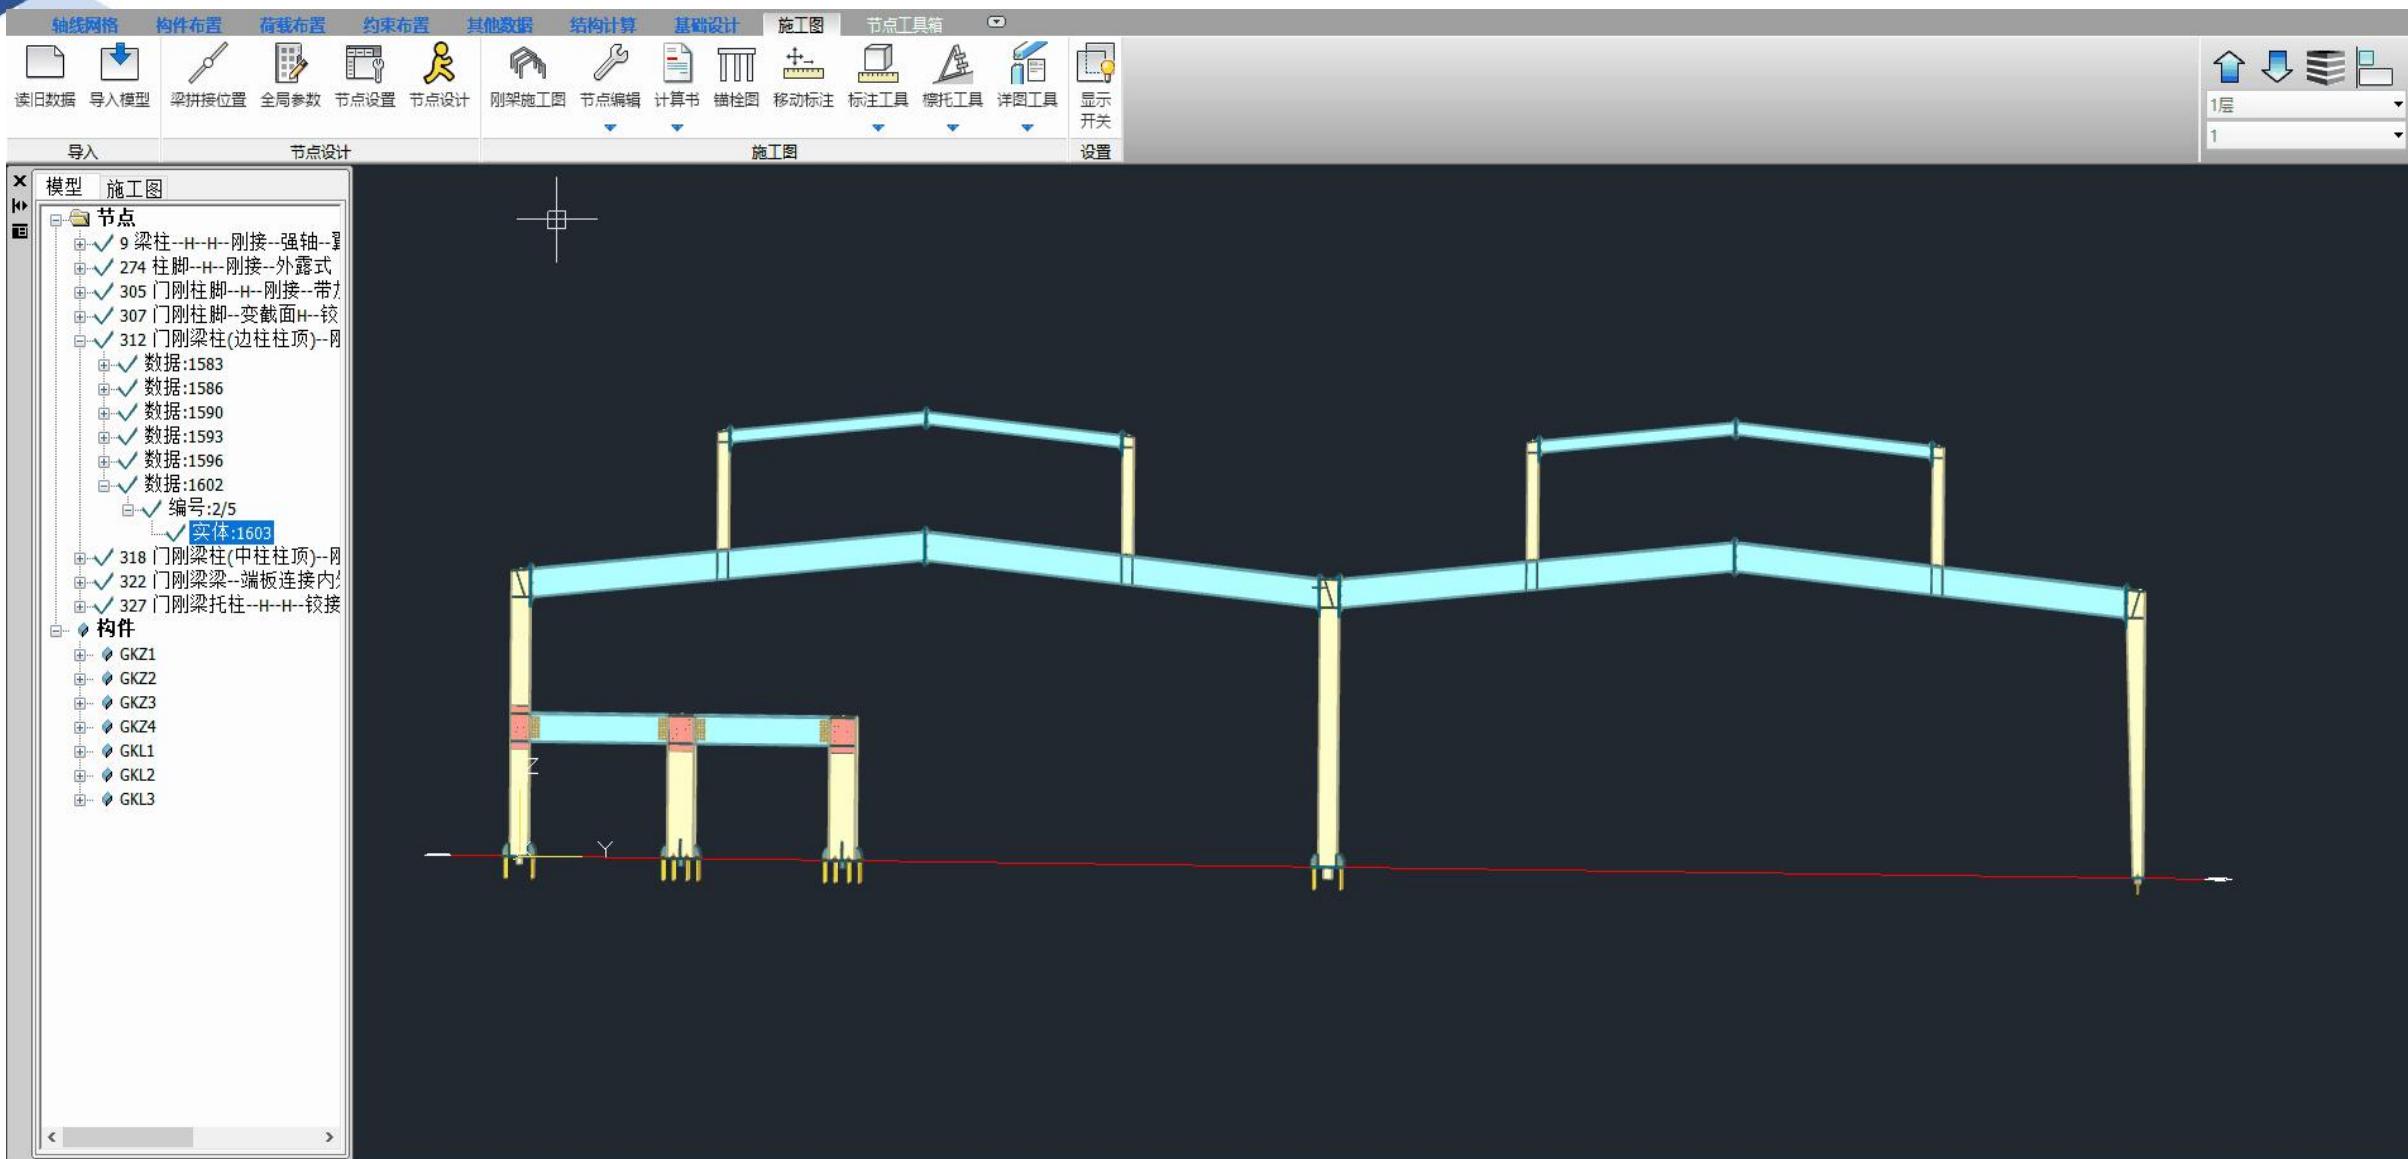 轴线网格 构件布置 荷载布置 约束布置 其他数据 结构计算 基础设计 施工图 节点工具箱
读旧数据 导入模型 梁拼接位置 全局参数 节点设置 节点设计 刚架施工图 节点编辑 计算书 锚栓图 移动标注 标注工具 檩托工具 详图工具 显示
开关
导入 节点设计 施工图 设置
1层
1
模型 施工图
节点
9 梁柱--H--H--刚接--强轴--
274 柱脚--H--刚接--外露式
305 门刚柱脚--H--刚接--带
307 门刚柱脚--变截面H--铰
312 门刚梁柱(边柱柱顶)--刚
数据:1583
数据:1586
数据:1590
数据:1593
数据:1596
数据:1602
编号:2/5
实体:1603
318 门刚梁柱(中柱柱顶)--刚
322 门刚梁梁--端板连接内
327 门刚梁托柱--H--H--铰接
构件
GKZ1
GKZ2
GKZ3
GKZ4
GKL1
GKL2
GKL3
Z
Y